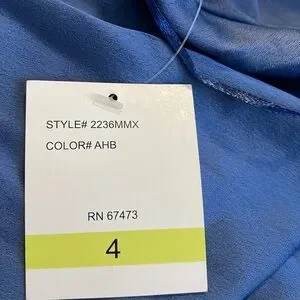 STYLE# 2236MMX
COLOR# AHB
RN 67473
4